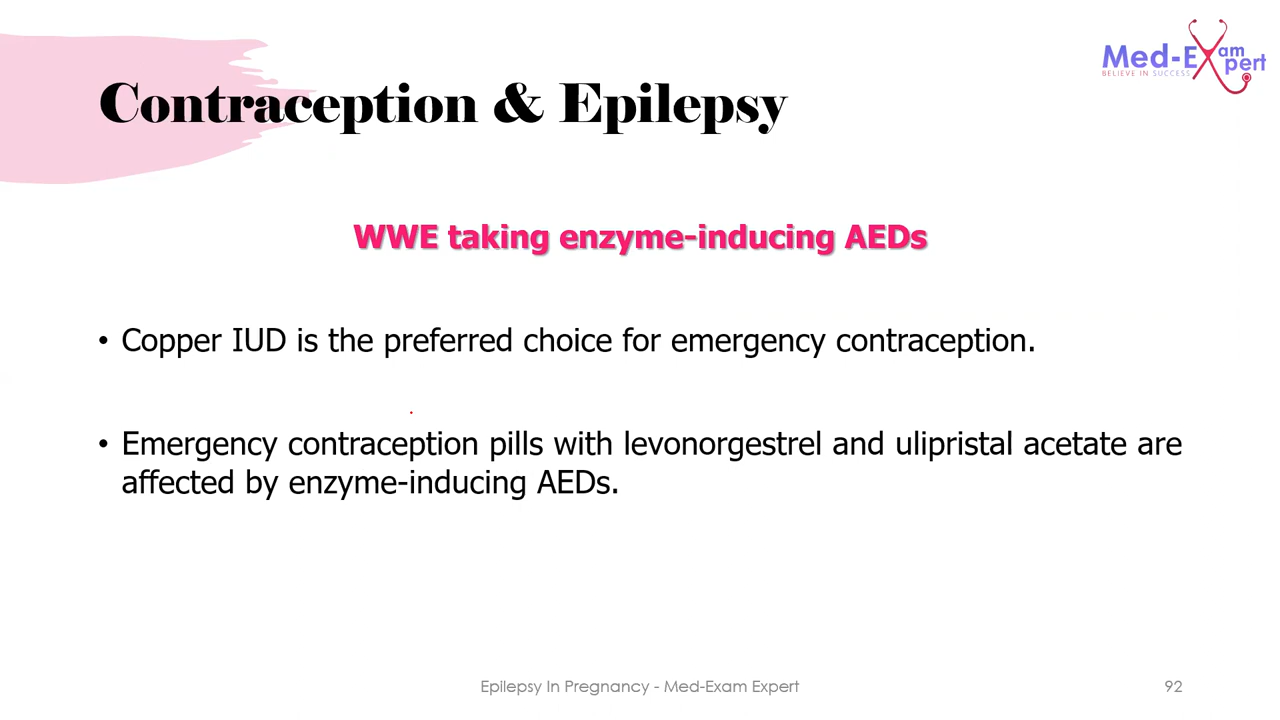 Med-Exam Expert
BELIEVE IN SUCCESS
Contraception & Epilepsy
WWE taking enzyme-inducing AEDs
• Copper IUD is the preferred choice for emergency contraception.
• Emergency contraception pills with levonorgestrel and ulipristal acetate are
affected by enzyme-inducing AEDs.
Epilepsy In Pregnancy - Med-Exam Expert
92